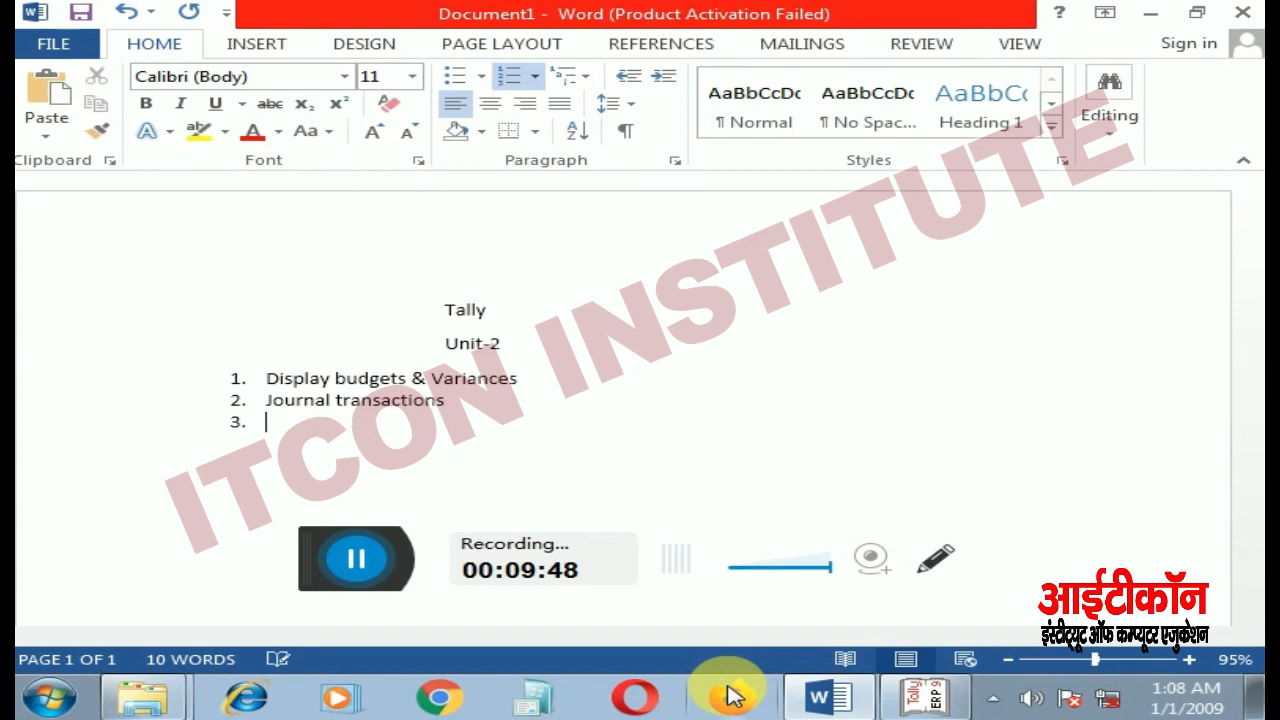 Document1 - Word (Product Activation Failed)
FILE HOME INSERT DESIGN PAGE LAYOUT REFERENCES MAILINGS REVIEW VIEW Sign in
Calibri (Body) 11
AaBbCcDc AaBbCcDc AaBbCc
Paste ¶ Normal ¶ No Spac... Heading 1 Editing
Clipboard Font Paragraph Styles
ITCON INSTITUTE
Tally
Unit-2
1. Display budgets & Variances
2. Journal transactions
3.
Recording...
00:09:48
आईटीकॉन
इंस्टीट्यूट ऑफ कम्प्यूटर एजुकेशन
PAGE 1 OF 1 10 WORDS 95%
Tally ERP 9
1:08 AM
1/1/2009